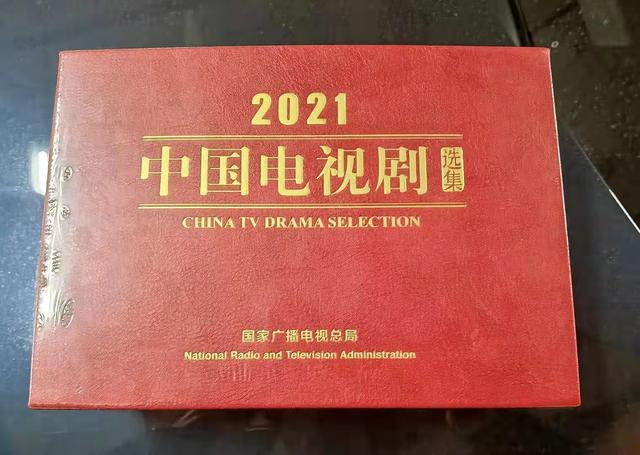 2021
中国电视剧 选集
CHINA TV DRAMA SELECTION
国家广播电视总局
National Radio and Television Administration